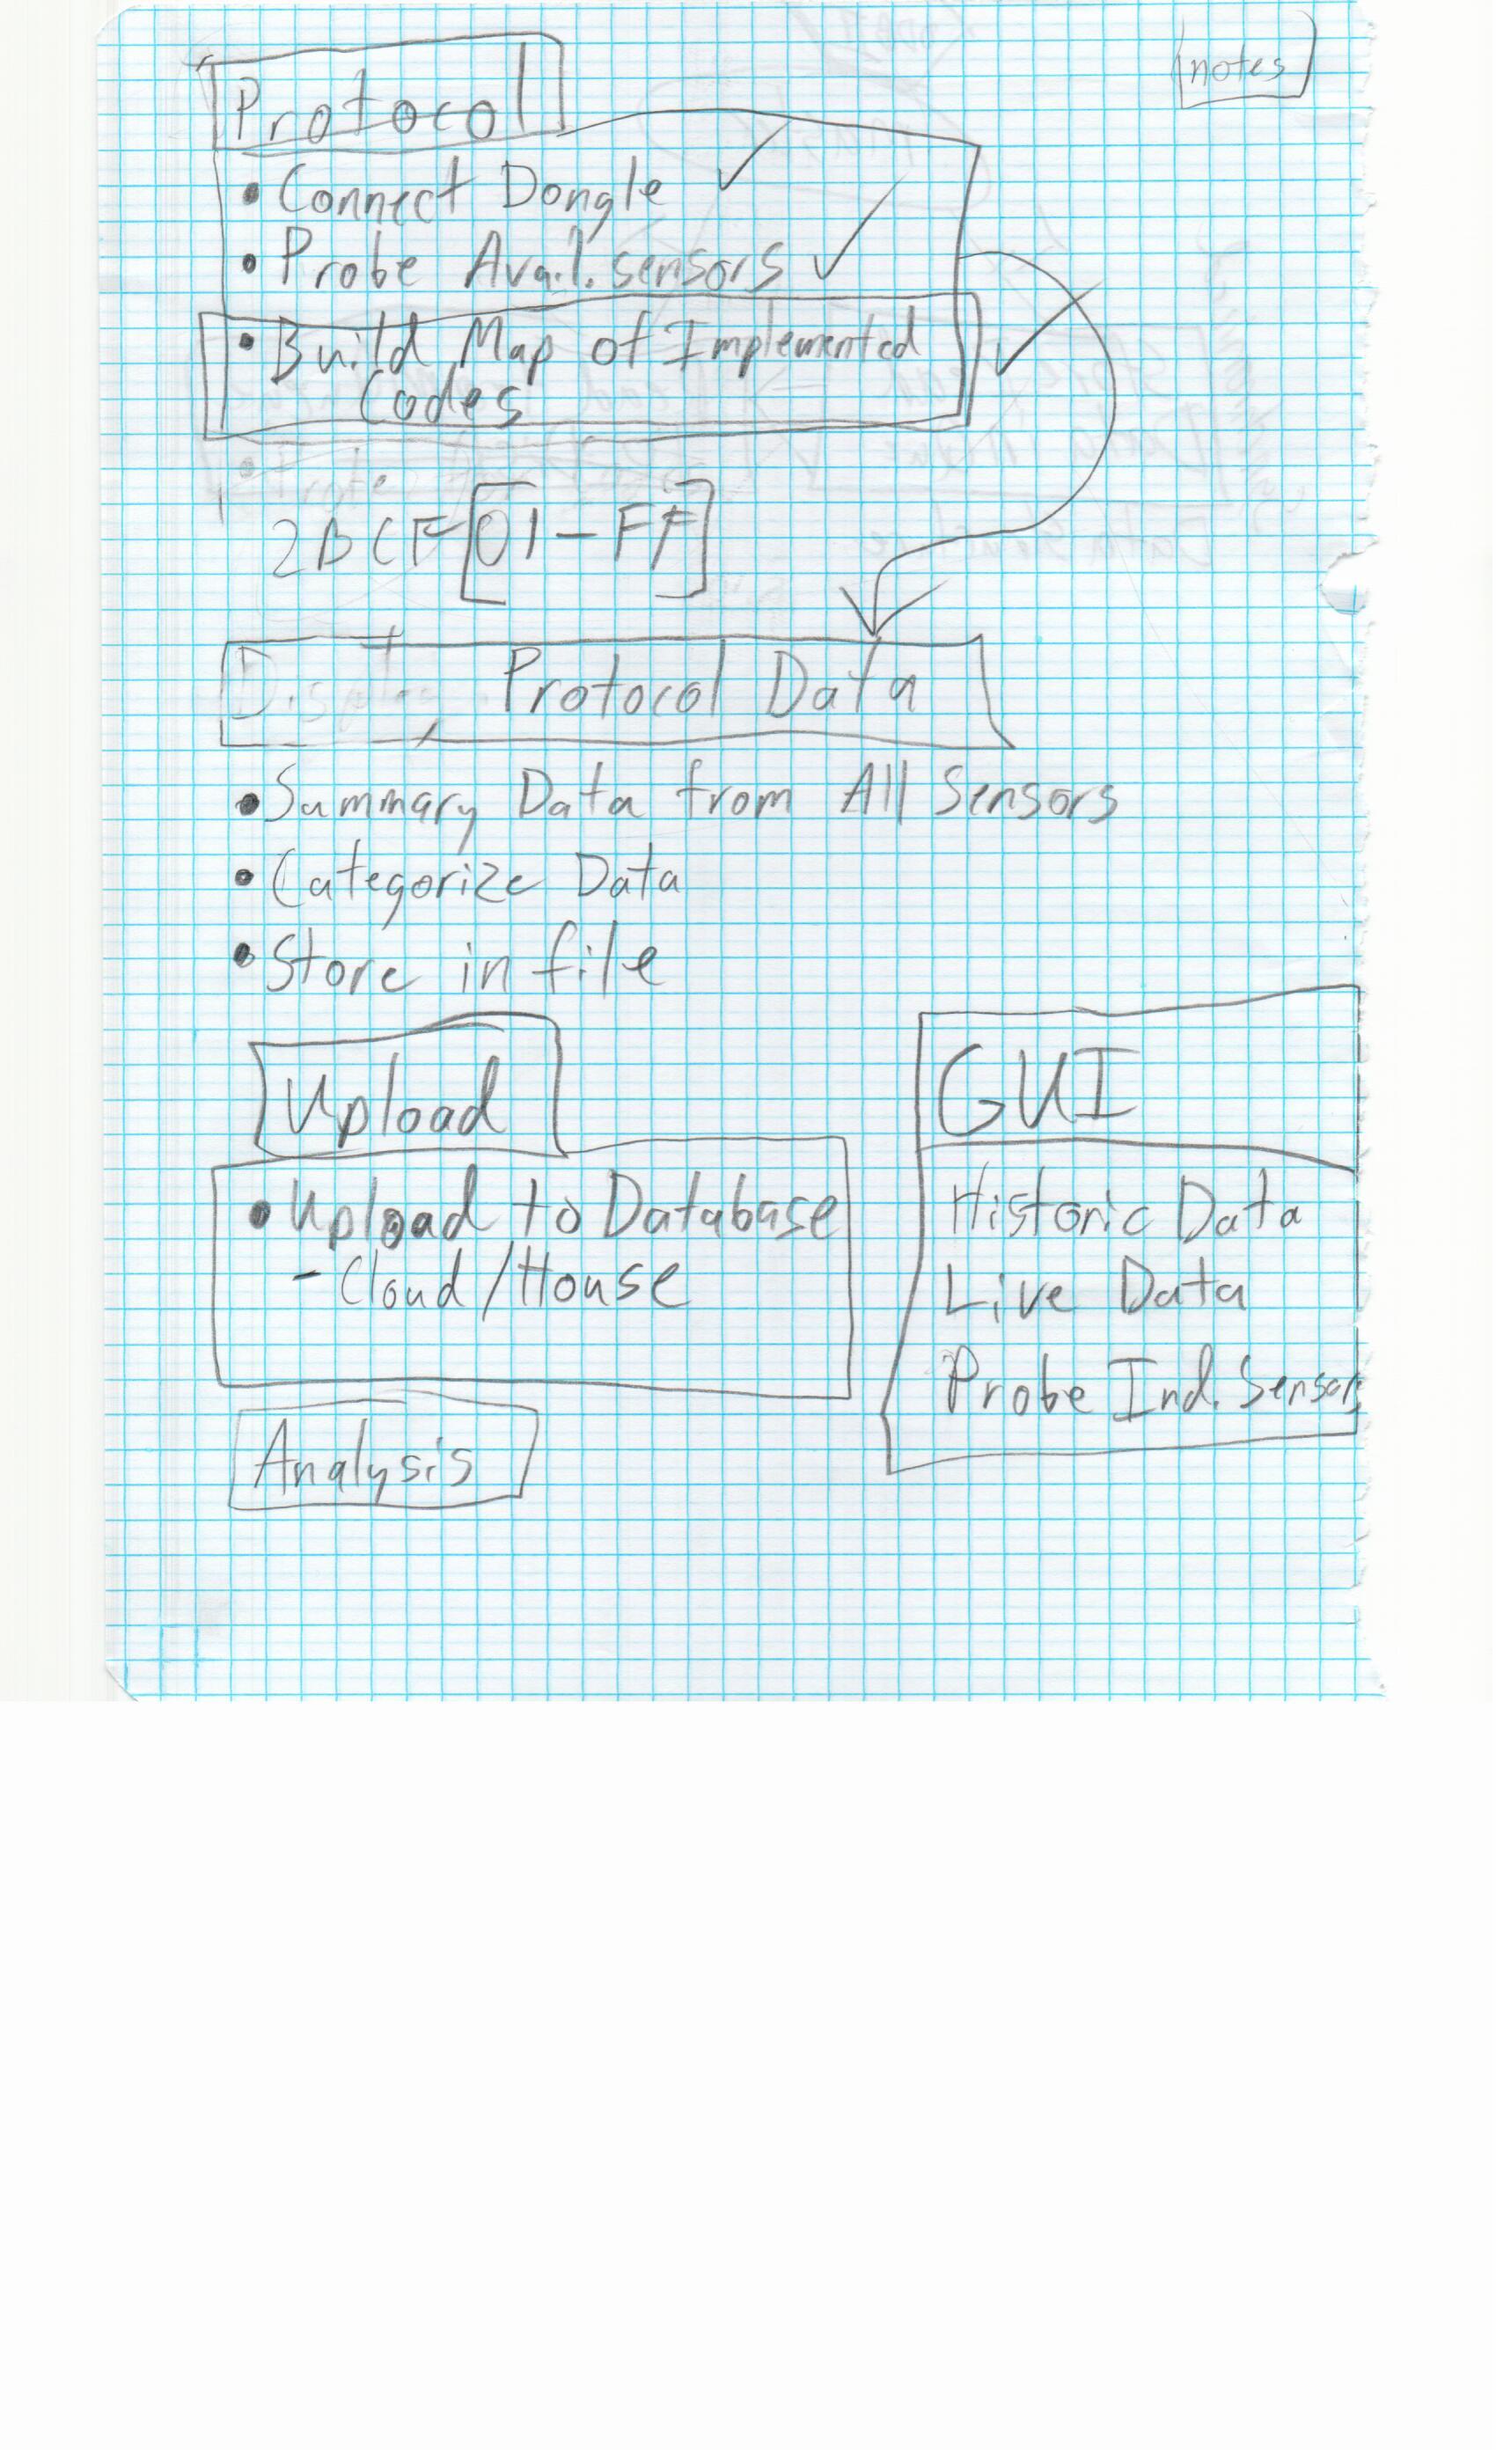 notes
Protocol
• Connect Dongle ✓
• Probe Avail. sensors ✓
• Build Map of Implemented ✓
Codes
2BCF[01-FF]
Display Protocol Data
• Summary Data from All Sensors
• Categorize Data
• Store in file
Upload
• Upload to Database
- Cloud/House
GUI
Historic Data
Live Data
Probe Ind. Sensors
Analysis